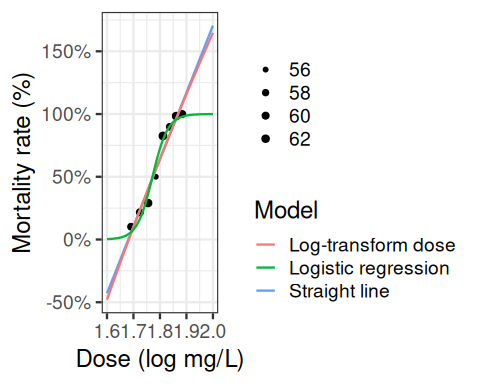 150%
100%
50%
0%
-50%
Mortality rate (%)
1.61.71.81.92.0
Dose (log mg/L)
56
58
60
62
Model
Log-transform dose
Logistic regression
Straight line